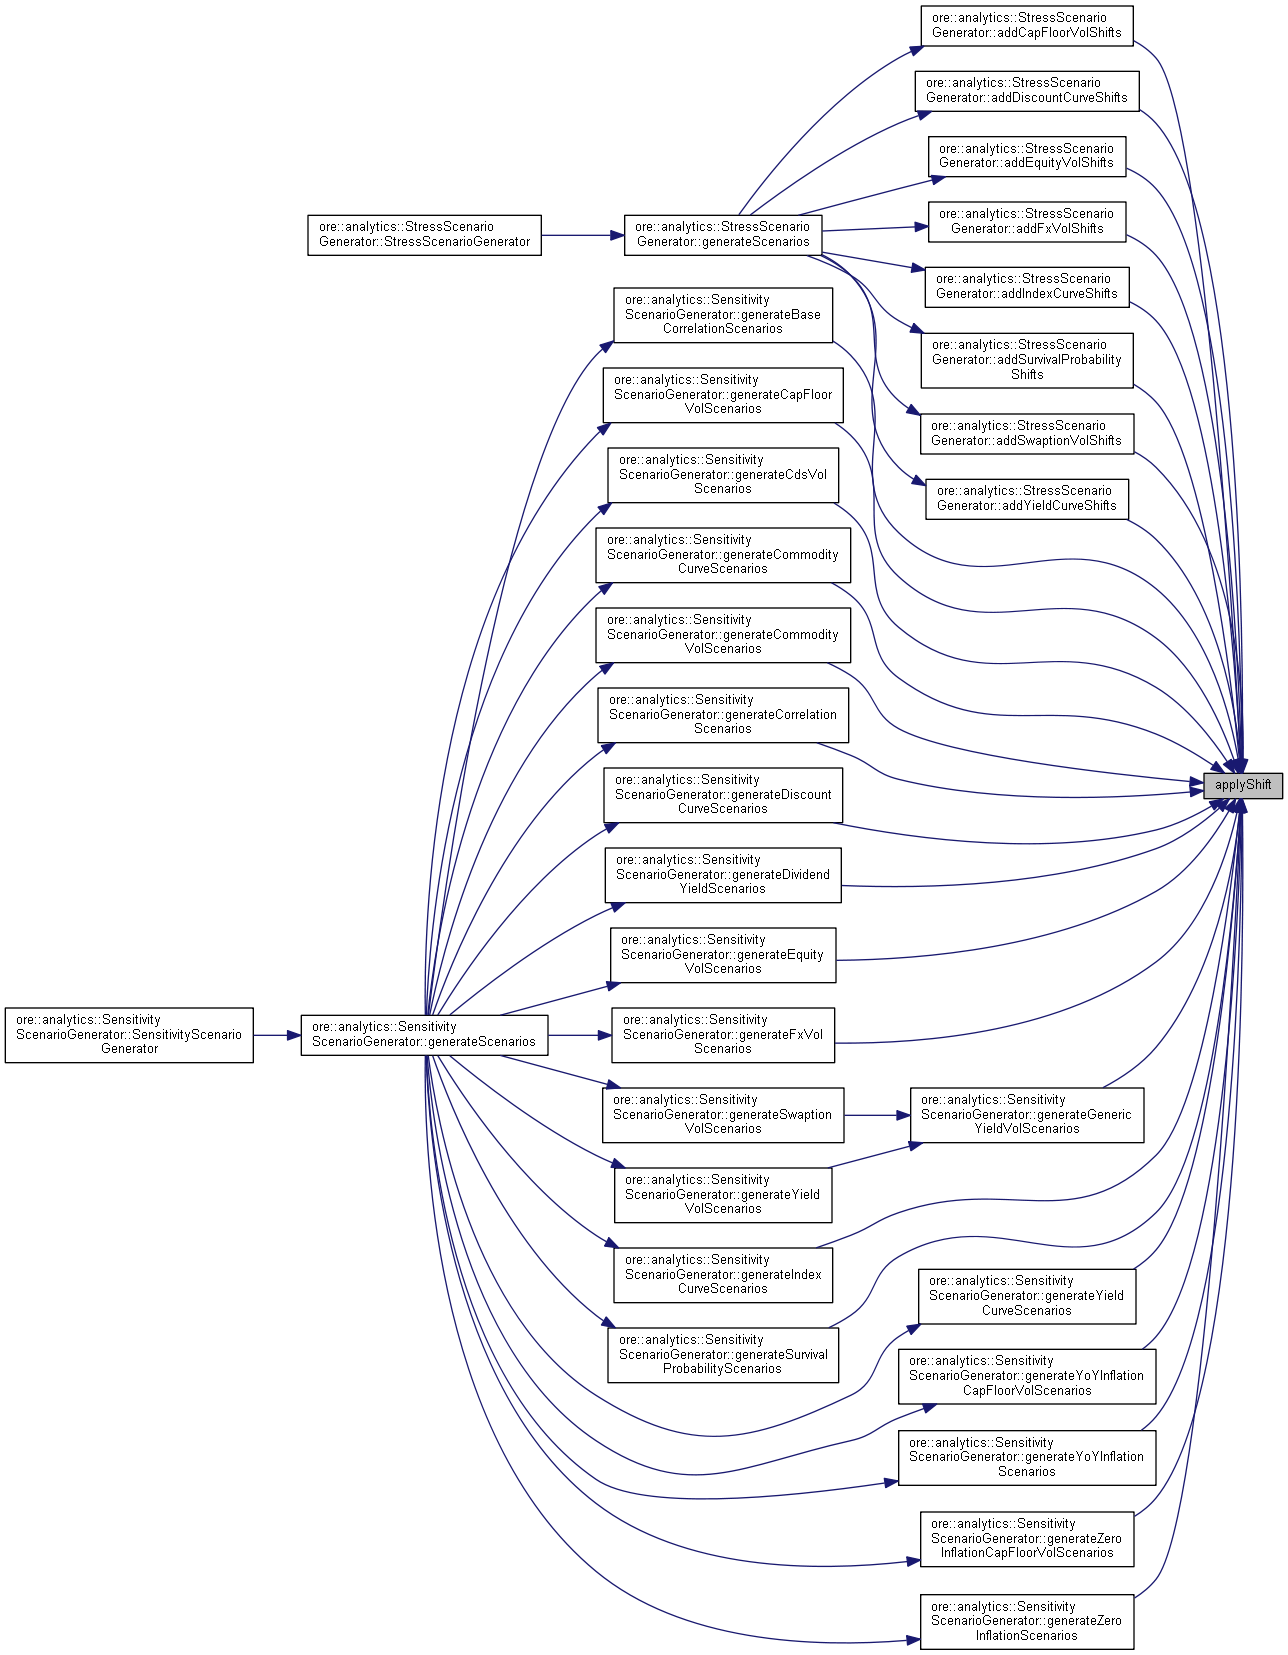 ore::analytics::StressScenario
Generator::addCapFloorVolShifts
ore::analytics::StressScenario
Generator::addDiscountCurveShifts
ore::analytics::StressScenario
Generator::addEquityVolShifts
ore::analytics::StressScenario
Generator::addFxVolShifts
ore::analytics::StressScenario
Generator::StressScenarioGenerator
ore::analytics::StressScenario
Generator::generateScenarios
ore::analytics::StressScenario
Generator::addIndexCurveShifts
ore::analytics::Sensitivity
ScenarioGenerator::generateBase
CorrelationScenarios
ore::analytics::StressScenario
Generator::addSurvivalProbability
Shifts
ore::analytics::Sensitivity
ScenarioGenerator::generateCapFloor
VolScenarios
ore::analytics::StressScenario
Generator::addSwaptionVolShifts
ore::analytics::Sensitivity
ScenarioGenerator::generateCdsVol
Scenarios
ore::analytics::StressScenario
Generator::addYieldCurveShifts
ore::analytics::Sensitivity
ScenarioGenerator::generateCommodity
CurveScenarios
ore::analytics::Sensitivity
ScenarioGenerator::generateCommodity
VolScenarios
ore::analytics::Sensitivity
ScenarioGenerator::generateCorrelation
Scenarios
applyShift
ore::analytics::Sensitivity
ScenarioGenerator::generateDiscount
CurveScenarios
ore::analytics::Sensitivity
ScenarioGenerator::generateDividend
YieldScenarios
ore::analytics::Sensitivity
ScenarioGenerator::generateEquity
VolScenarios
ore::analytics::Sensitivity
ScenarioGenerator::SensitivityScenario
Generator
ore::analytics::Sensitivity
ScenarioGenerator::generateScenarios
ore::analytics::Sensitivity
ScenarioGenerator::generateFxVol
Scenarios
ore::analytics::Sensitivity
ScenarioGenerator::generateSwaption
VolScenarios
ore::analytics::Sensitivity
ScenarioGenerator::generateGeneric
YieldVolScenarios
ore::analytics::Sensitivity
ScenarioGenerator::generateYield
VolScenarios
ore::analytics::Sensitivity
ScenarioGenerator::generateIndex
CurveScenarios
ore::analytics::Sensitivity
ScenarioGenerator::generateYield
CurveScenarios
ore::analytics::Sensitivity
ScenarioGenerator::generateSurvival
ProbabilityScenarios
ore::analytics::Sensitivity
ScenarioGenerator::generateYoYInflation
CapFloorVolScenarios
ore::analytics::Sensitivity
ScenarioGenerator::generateYoYInflation
Scenarios
ore::analytics::Sensitivity
ScenarioGenerator::generateZero
InflationCapFloorVolScenarios
ore::analytics::Sensitivity
ScenarioGenerator::generateZero
InflationScenarios